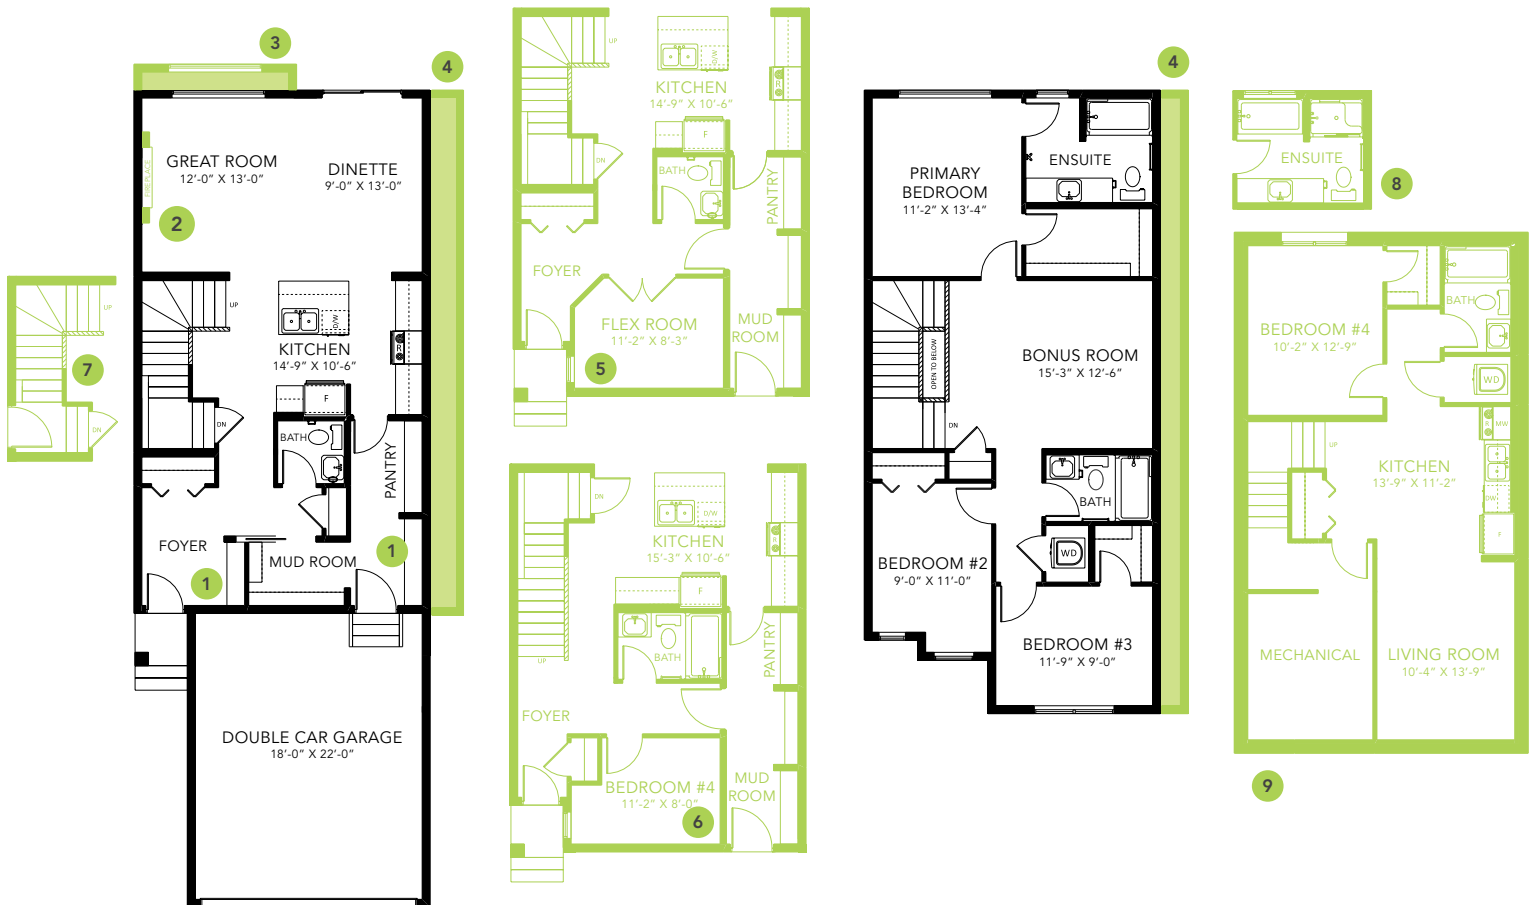 3
4
GREAT ROOM
12'-0" X 13'-0"
DINETTE
9'-0" X 13'-0"
FIREPLACE
2
UP
D/W
KITCHEN
14'-9" X 10'-6"
R
F
DN
BATH
PANTRY
FOYER
1
MUD ROOM
1
DOUBLE CAR GARAGE
18'-0" X 22'-0"
UP
7
DN
UP
D/W
KITCHEN
14'-9" X 10'-6"
R
F
DN
BATH
PANTRY
FOYER
FLEX ROOM
11'-2" X 8'-3"
MUD
ROOM
5
DN
D/W
KITCHEN
15'-3" X 10'-6"
R
F
UP
BATH
PANTRY
FOYER
BEDROOM #4
11'-2" X 8'-0"
MUD
ROOM
6
4
PRIMARY
BEDROOM
11'-2" X 13'-4"
ENSUITE
OPEN TO BELOW
BONUS ROOM
15'-3" X 12'-6"
DN
BATH
BEDROOM #2
9'-0" X 11'-0"
WD
BEDROOM #3
11'-9" X 9'-0"
ENSUITE
8
BEDROOM #4
10'-2" X 12'-9"
BATH
WD
UP
R
MW
KITCHEN
13'-9" X 11'-2"
DW
F
MECHANICAL
LIVING ROOM
10'-4" X 13'-9"
9